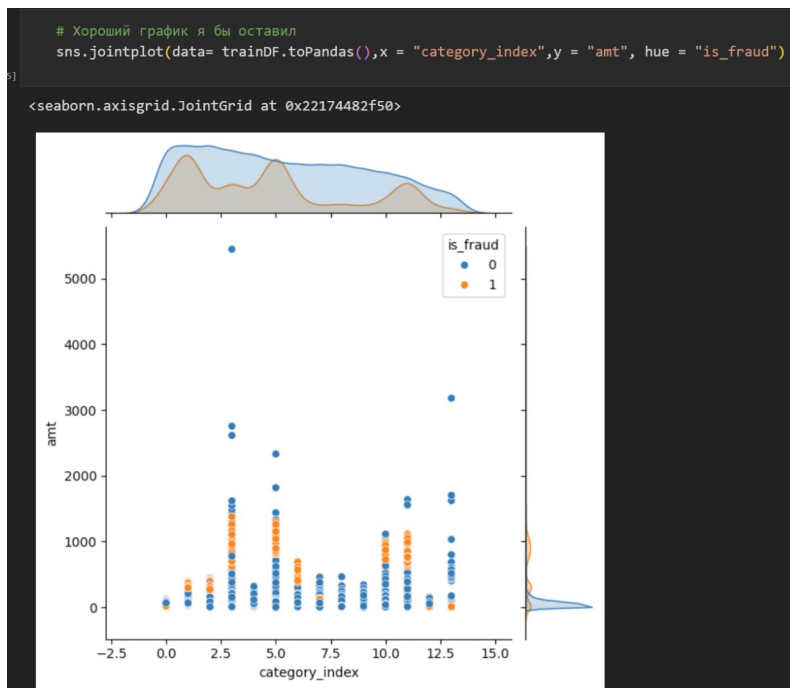 # Хороший график я бы оставил
sns.jointplot(data= trainDF.toPandas(),x = "category_index",y = "amt", hue = "is_fraud")
5]
<seaborn.axisgrid.JointGrid at 0x22174482f50>
is_fraud
0
1
5000
4000
3000
2000
1000
0
amt
−2.5 0.0 2.5 5.0 7.5 10.0 12.5 15.0
category_index